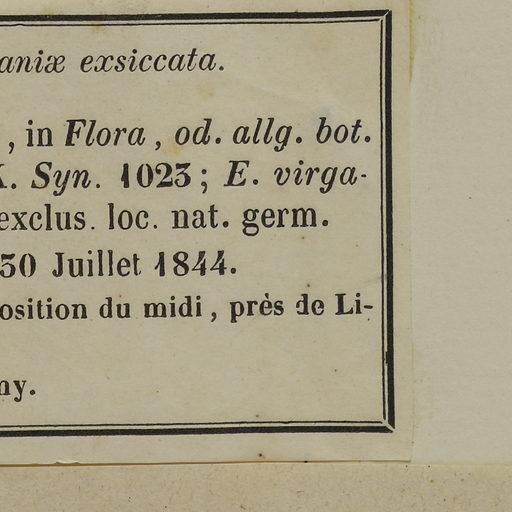 aniæ exsiccata.
, in Flora, od. allg. bot.
K. Syn. 1023; E. virga-
exclus. loc. nat. germ.
30 Juillet 1844.
osition du midi, près de Li-
ny.